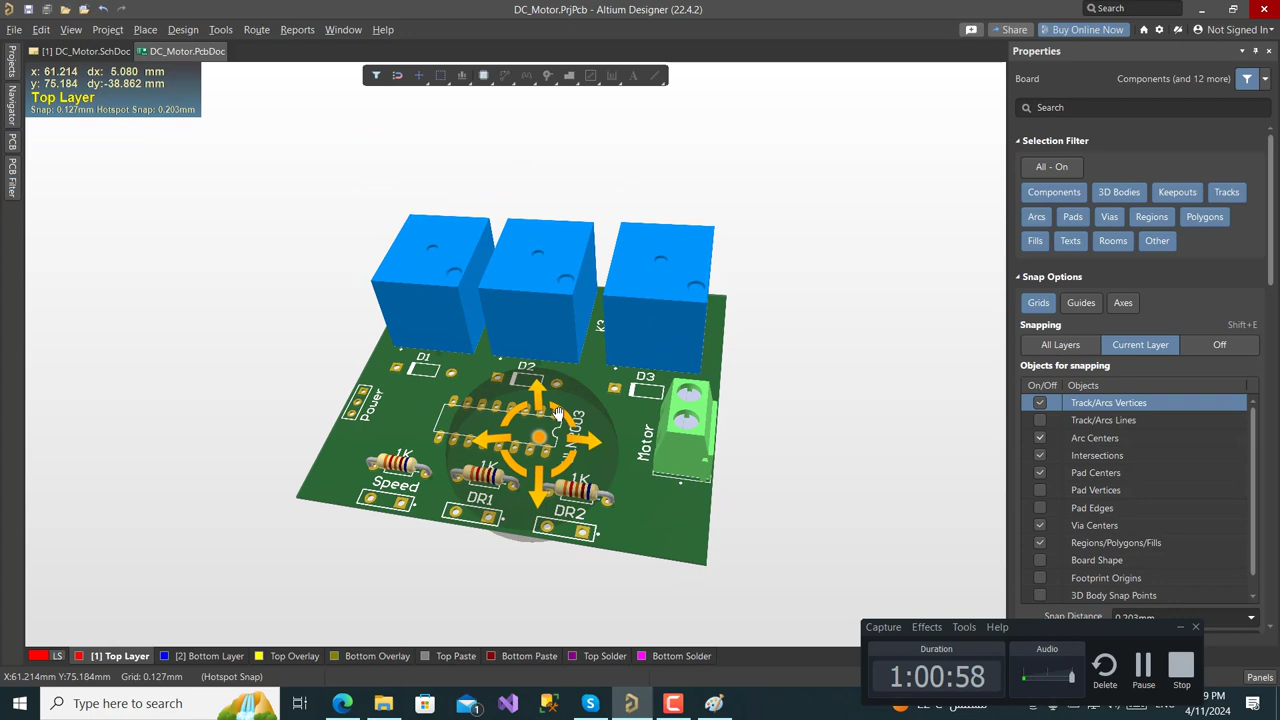 DC_Motor.PrjPcb - Altium Designer (22.4.2)
Search
File Edit View Project Place Design Tools Route Reports Window Help
Share
Buy Online Now
Not Signed In
[1] DC_Motor.SchDoc
DC_Motor.PcbDoc
Projects
Navigator
PCB
PCB Filter
x: 61.214 dx: 5.080 mm
y: 75.184 dy:-38.862 mm
Top Layer
Snap: 0.127mm Hotspot Snap: 0.203mm
D1
D2
D3
Power
Motor
1K
1K
1K
Speed
DR1
DR2
Properties
Board
Components (and 12 more)
Search
Selection Filter
All - On
Components 3D Bodies Keepouts Tracks
Arcs Pads Vias Regions Polygons
Fills Texts Rooms Other
Snap Options
Grids Guides Axes
Snapping Shift+E
All Layers Current Layer Off
Objects for snapping
On/Off Objects
Track/Arcs Vertices
Track/Arcs Lines
Arc Centers
Intersections
Pad Centers
Pad Vertices
Pad Edges
Via Centers
Regions/Polygons/Fills
Board Shape
Footprint Origins
3D Body Snap Points
Snap Distance 0.203mm
Capture Effects Tools Help
Duration
1:00:58
Audio
Delete
Pause
Stop
LS [1] Top Layer [2] Bottom Layer Top Overlay Bottom Overlay Top Paste Bottom Paste Top Solder Bottom Solder
X:61.214mm Y:75.184mm Grid: 0.127mm (Hotspot Snap)
Panels
Type here to search
4/11/2024